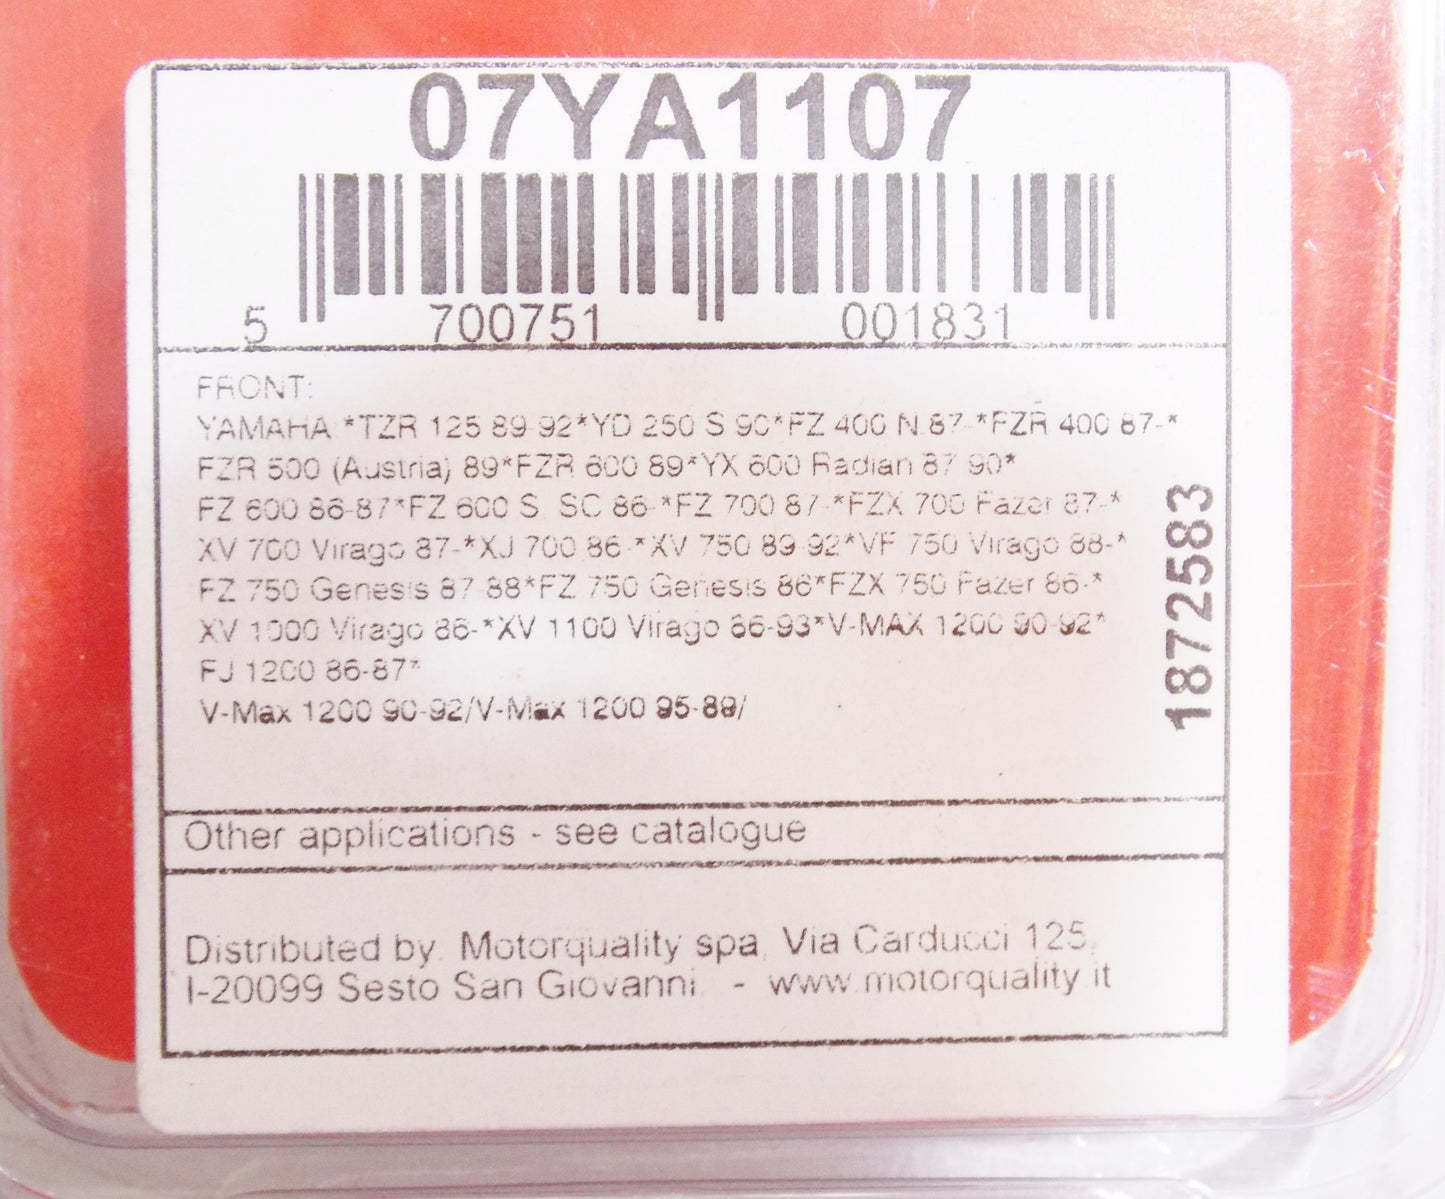 07YA1107
5 700751 001831
FRONT:
YAMAHA *TZR 125 89-92*YD 250 S 90*FZ 400 N 87-*FZR 400 87-*
FZR 500 (Austria) 89*FZR 600 89*YX 600 Radian 87-90*
FZ 600 86-87*FZ 600 S, SC 86-*FZ 700 87-*FZX 700 Fazer 87-*
XV 700 Virago 87-*XJ 700 86-*XV 750 89-92*VF 750 Virago 88-*
FZ 750 Genesis 87-88*FZ 750 Genesis 86*FZX 750 Fazer 86-*
XV 1000 Virago 86-*XV 1100 Virago 86-93*V-MAX 1200 90-92*
FJ 1200 86-87*
V-Max 1200 90-92/V-Max 1200 95-89/
1872583
Other applications - see catalogue
Distributed by: Motorquality spa, Via Carducci 125,
I-20099 Sesto San Giovanni - www.motorquality.it